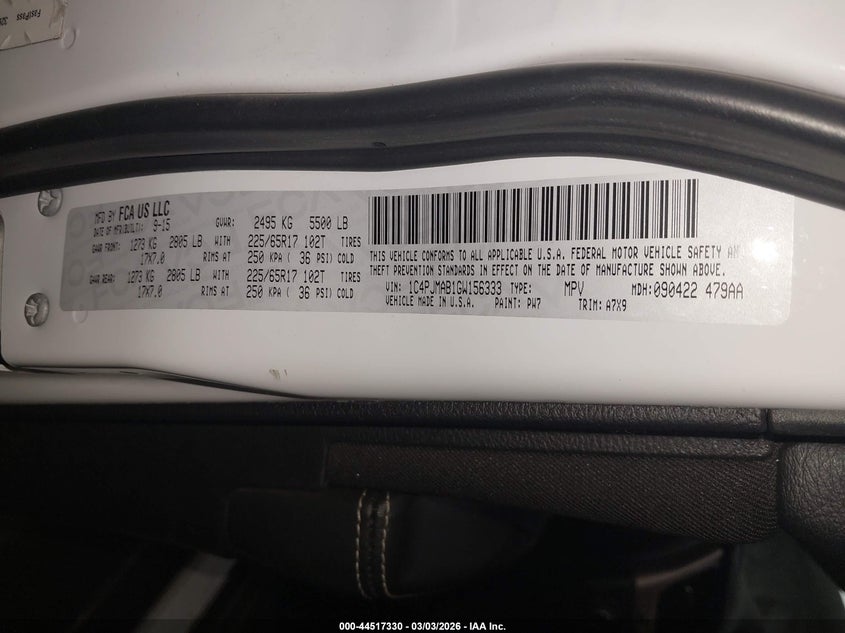 FastPass
MFD BY FCA US LLC
DATE OF MFR(BUILT): 9-15 GVWR: 2495 KG 5500 LB
GAWR FRONT: 1273 KG 2805 LB WITH 225/65R17 102T TIRES
17X7.0 RIMS AT 250 KPA ( 36 PSI) COLD
GAWR REAR: 1273 KG 2805 LB WITH 225/65R17 102T TIRES
17X7.0 RIMS AT 250 KPA ( 36 PSI) COLD
THIS VEHICLE CONFORMS TO ALL APPLICABLE U.S.A. FEDERAL MOTOR VEHICLE SAFETY AN
THEFT PREVENTION STANDARDS IN EFFECT ON THE DATE OF MANUFACTURE SHOWN ABOVE.
VIN: 1C4PJMAB1GW156333 TYPE: MPV MDH: 090422 479AA
VEHICLE MADE IN U.S.A. PAINT: PW7 TRIM: A7X9
000-44517330 - 03/03/2026 - IAA Inc.